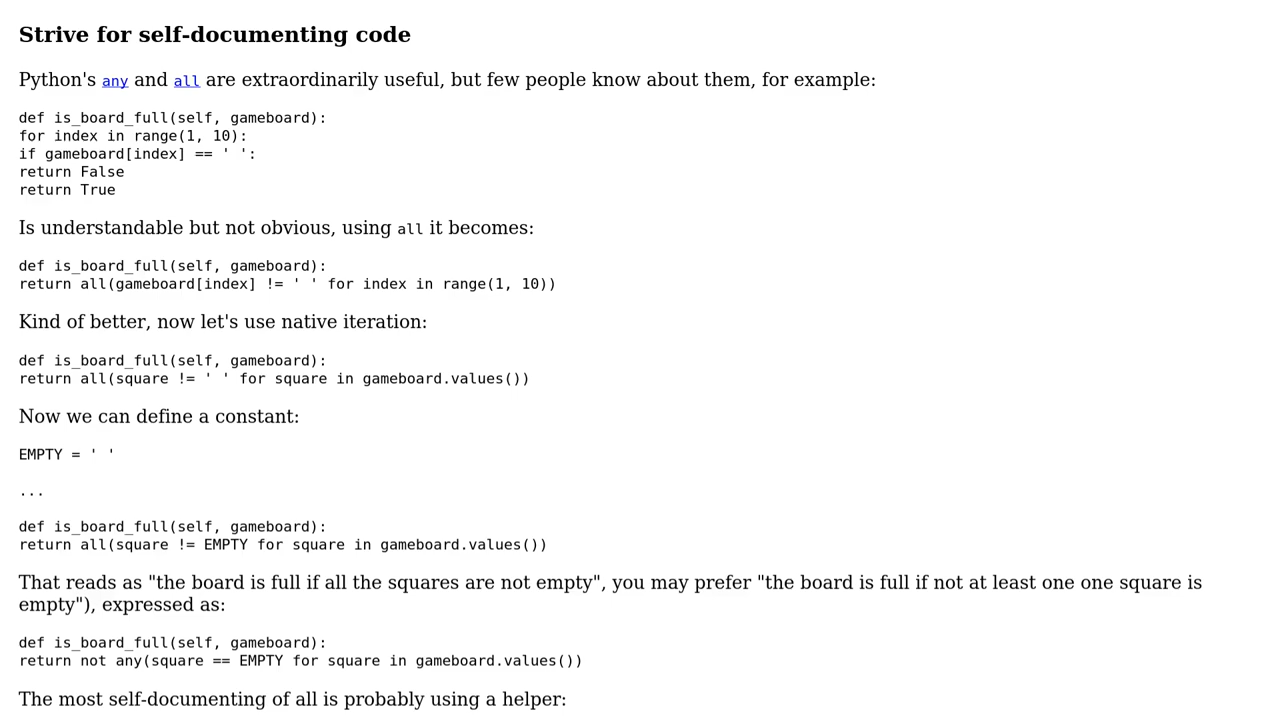 Strive for self-documenting code
Python's any and all are extraordinarily useful, but few people know about them, for example:
def is_board_full(self, gameboard):
for index in range(1, 10):
if gameboard[index] == ' ':
return False
return True
Is understandable but not obvious, using all it becomes:
def is_board_full(self, gameboard):
return all(gameboard[index] != ' ' for index in range(1, 10))
Kind of better, now let's use native iteration:
def is_board_full(self, gameboard):
return all(square != ' ' for square in gameboard.values())
Now we can define a constant:
EMPTY = ' '
...
def is_board_full(self, gameboard):
return all(square != EMPTY for square in gameboard.values())
That reads as "the board is full if all the squares are not empty", you may prefer "the board is full if not at least one one square is
empty"), expressed as:
def is_board_full(self, gameboard):
return not any(square == EMPTY for square in gameboard.values())
The most self-documenting of all is probably using a helper: